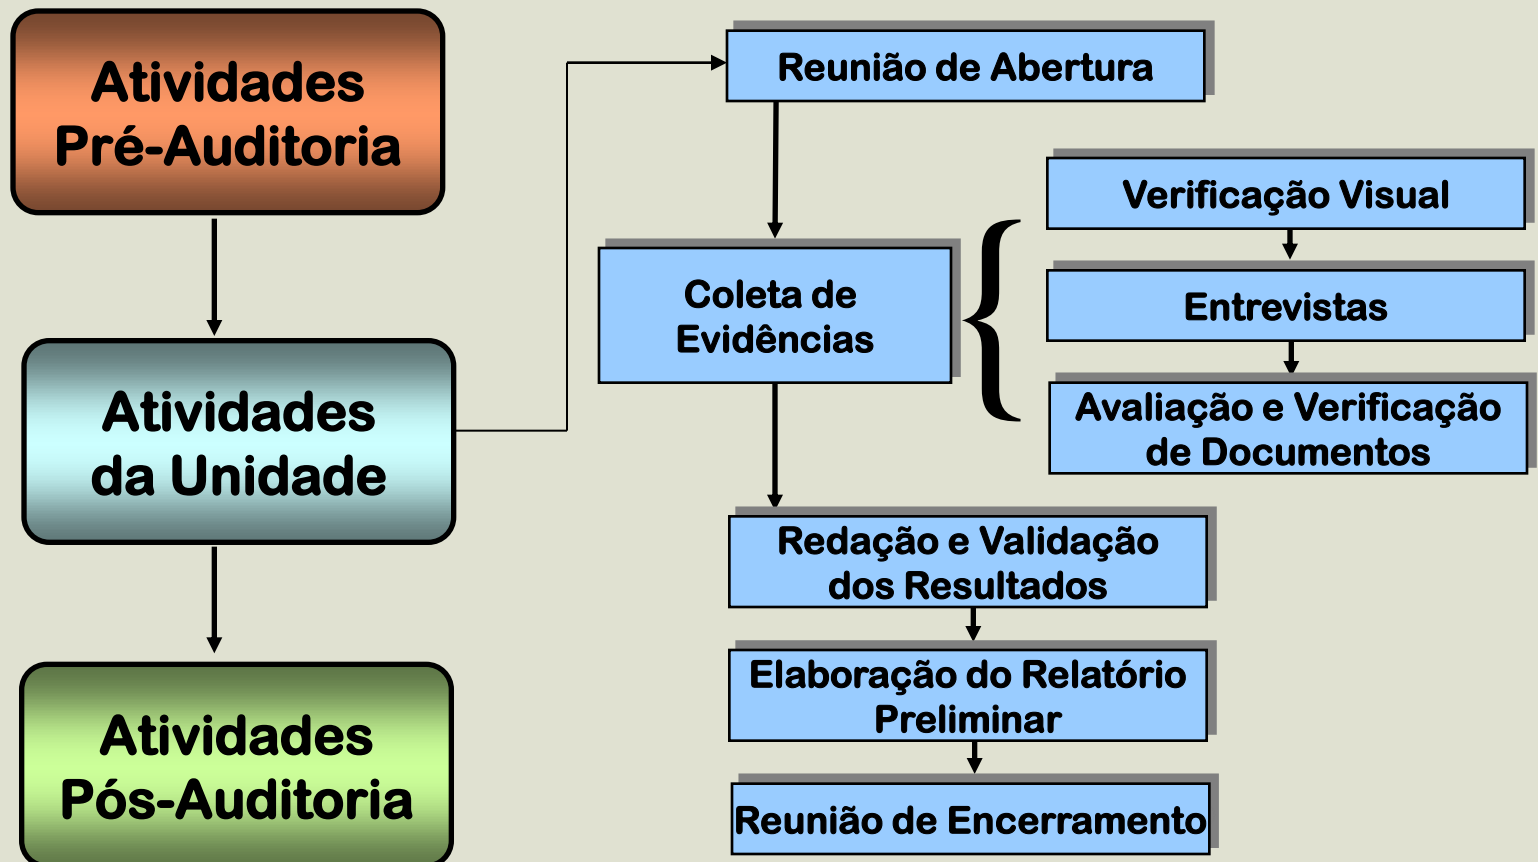 Atividades
Pré-Auditoria
Atividades
da Unidade
Atividades
Pós-Auditoria
Reunião de Abertura
Coleta de
Evidências
Verificação Visual
Entrevistas
Avaliação e Verificação
de Documentos
Redação e Validação
dos Resultados
Elaboração do Relatório
Preliminar
Reunião de Encerramento